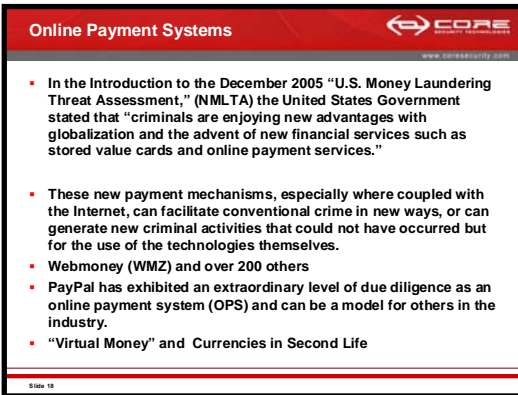 Online Payment Systems
CORE
SECURITY TECHNOLOGIES
www.coresecurity.com
▪ In the Introduction to the December 2005 “U.S. Money Laundering
Threat Assessment,” (NMLTA) the United States Government
stated that “criminals are enjoying new advantages with
globalization and the advent of new financial services such as
stored value cards and online payment services.”
▪ These new payment mechanisms, especially where coupled with
the Internet, can facilitate conventional crime in new ways, or can
generate new criminal activities that could not have occurred but
for the use of the technologies themselves.
▪ Webmoney (WMZ) and over 200 others
▪ PayPal has exhibited an extraordinary level of due diligence as an
online payment system (OPS) and can be a model for others in the
industry.
▪ “Virtual Money” and Currencies in Second Life
Slide 18